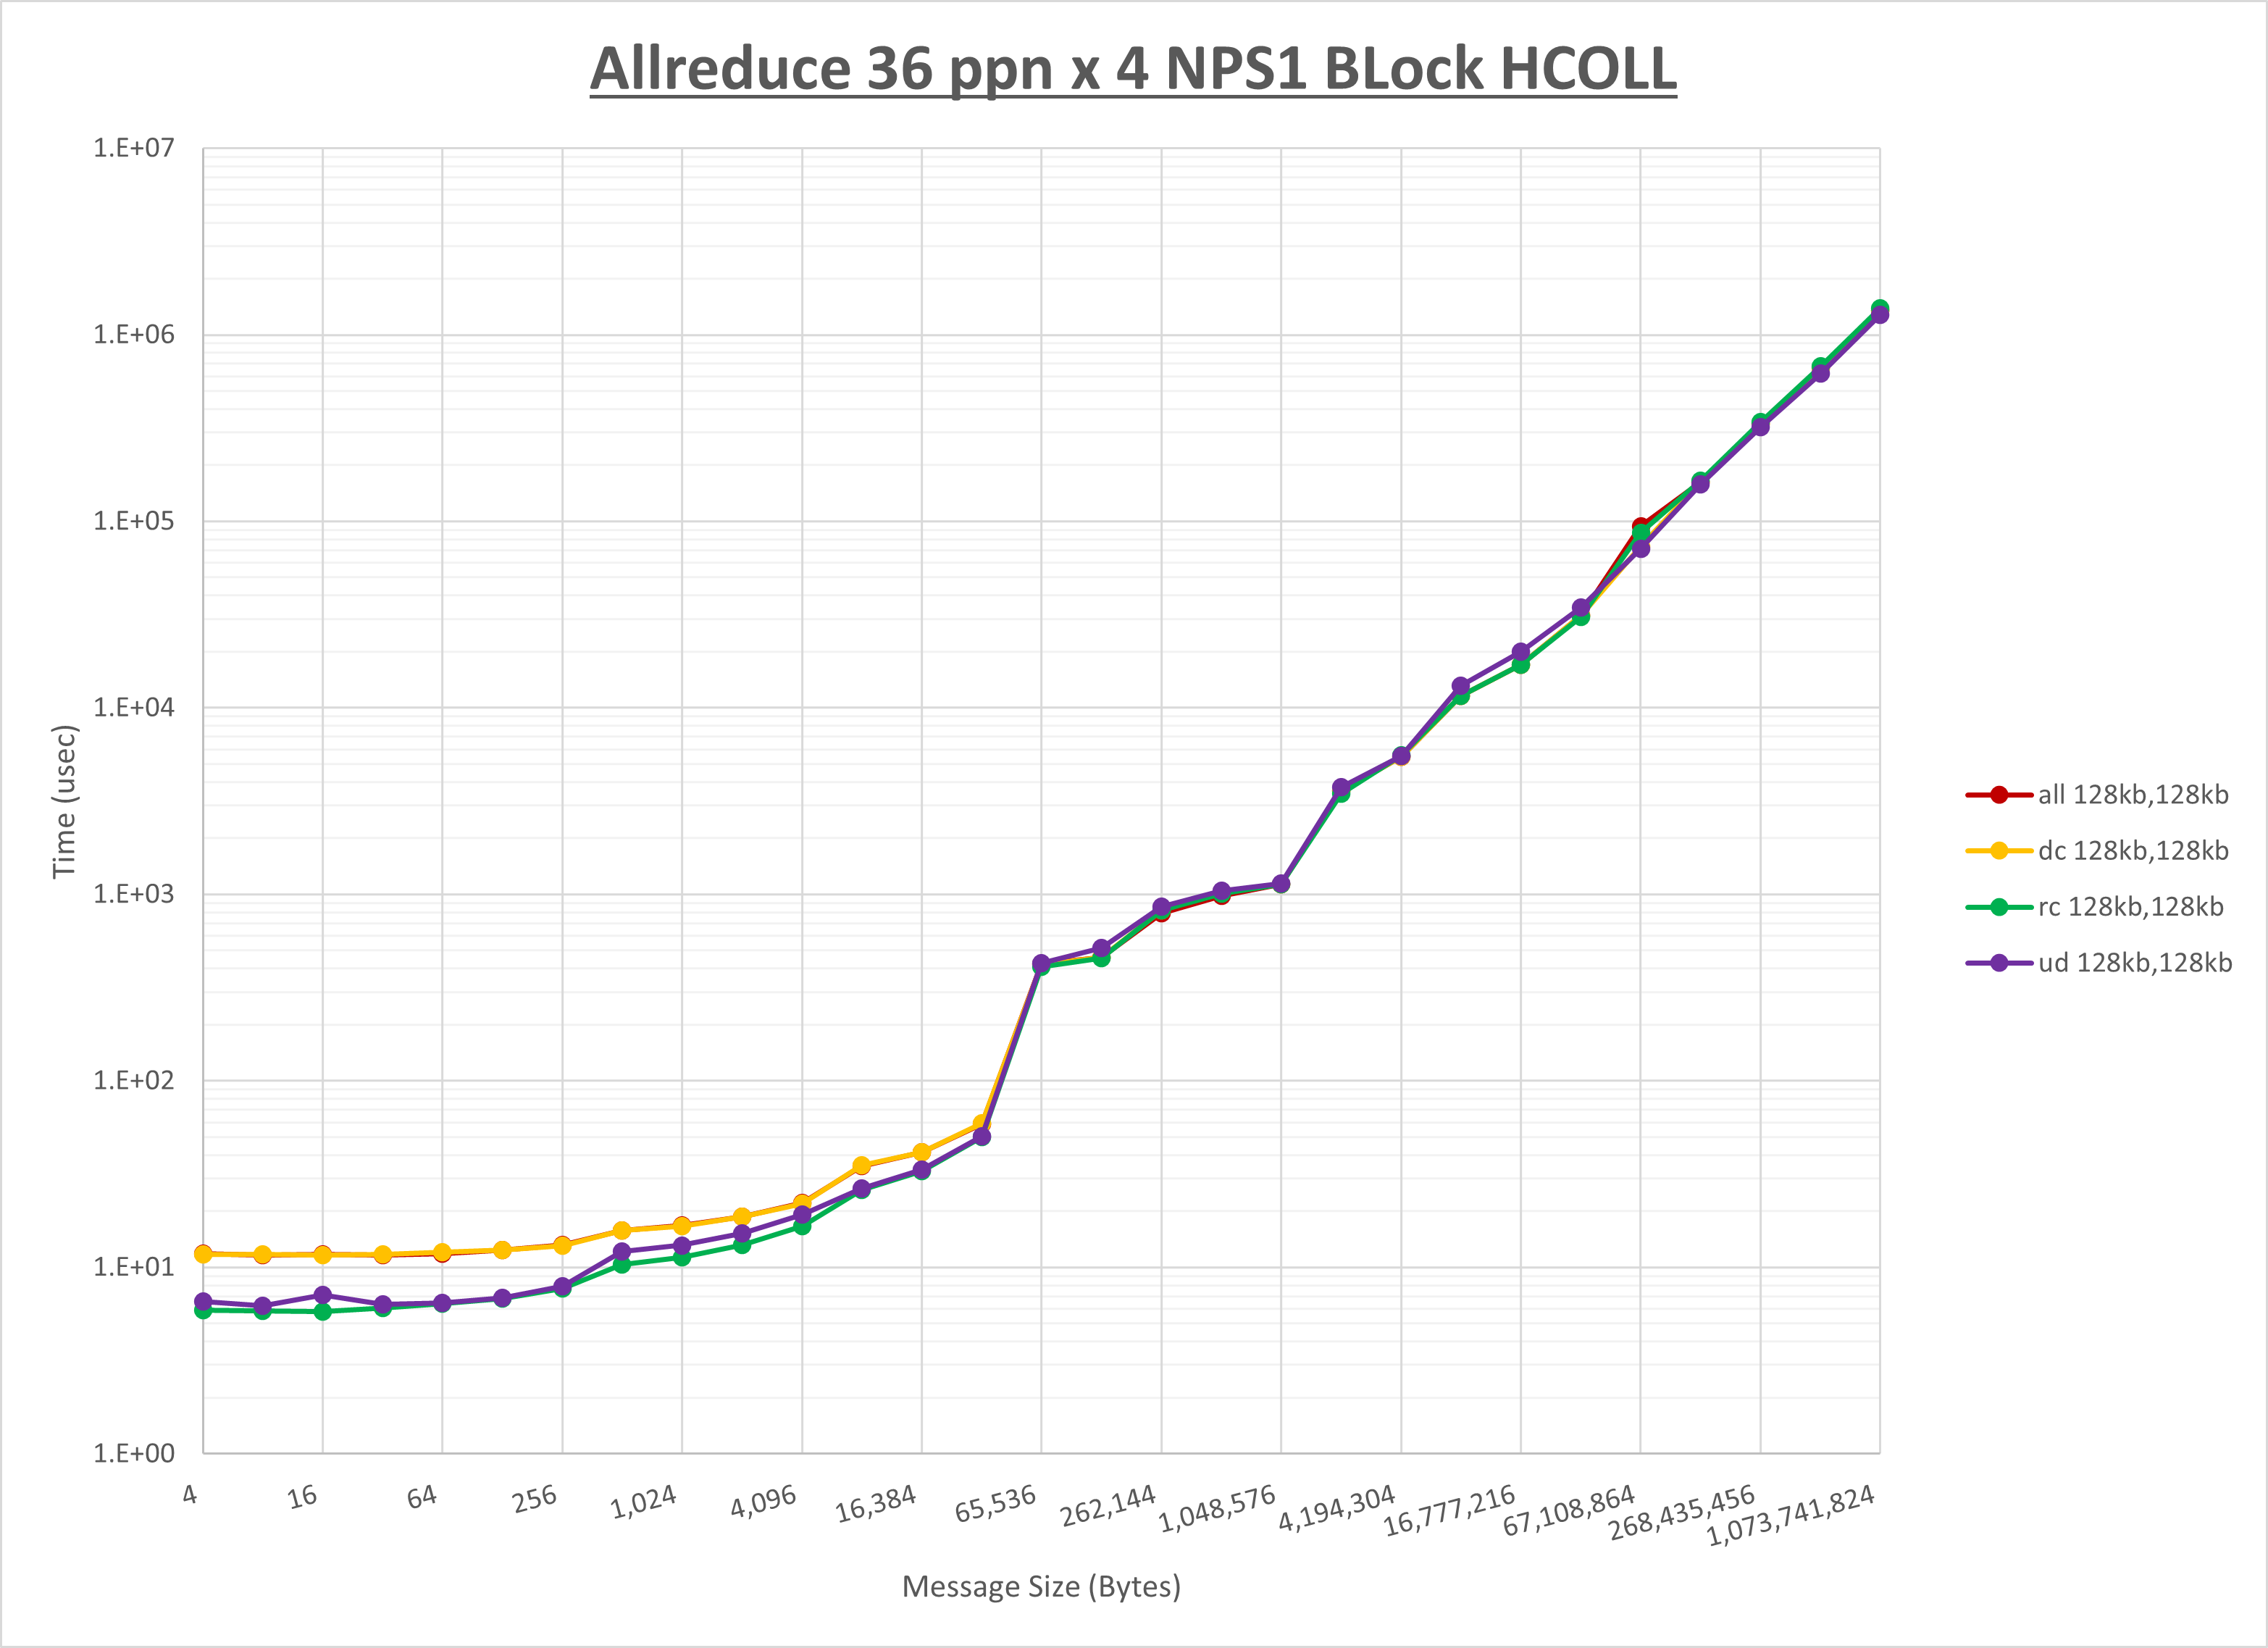 Allreduce 36 ppn x 4 NPS1 BLock HCOLL
1.E+07
1.E+06
1.E+05
1.E+04
1.E+03
1.E+02
1.E+01
1.E+00
Time (usec)
4
16
64
256
1,024
4,096
16,384
65,536
262,144
1,048,576
4,194,304
16,777,216
67,108,864
268,435,456
1,073,741,824
Message Size (Bytes)
all 128kb,128kb
dc 128kb,128kb
rc 128kb,128kb
ud 128kb,128kb